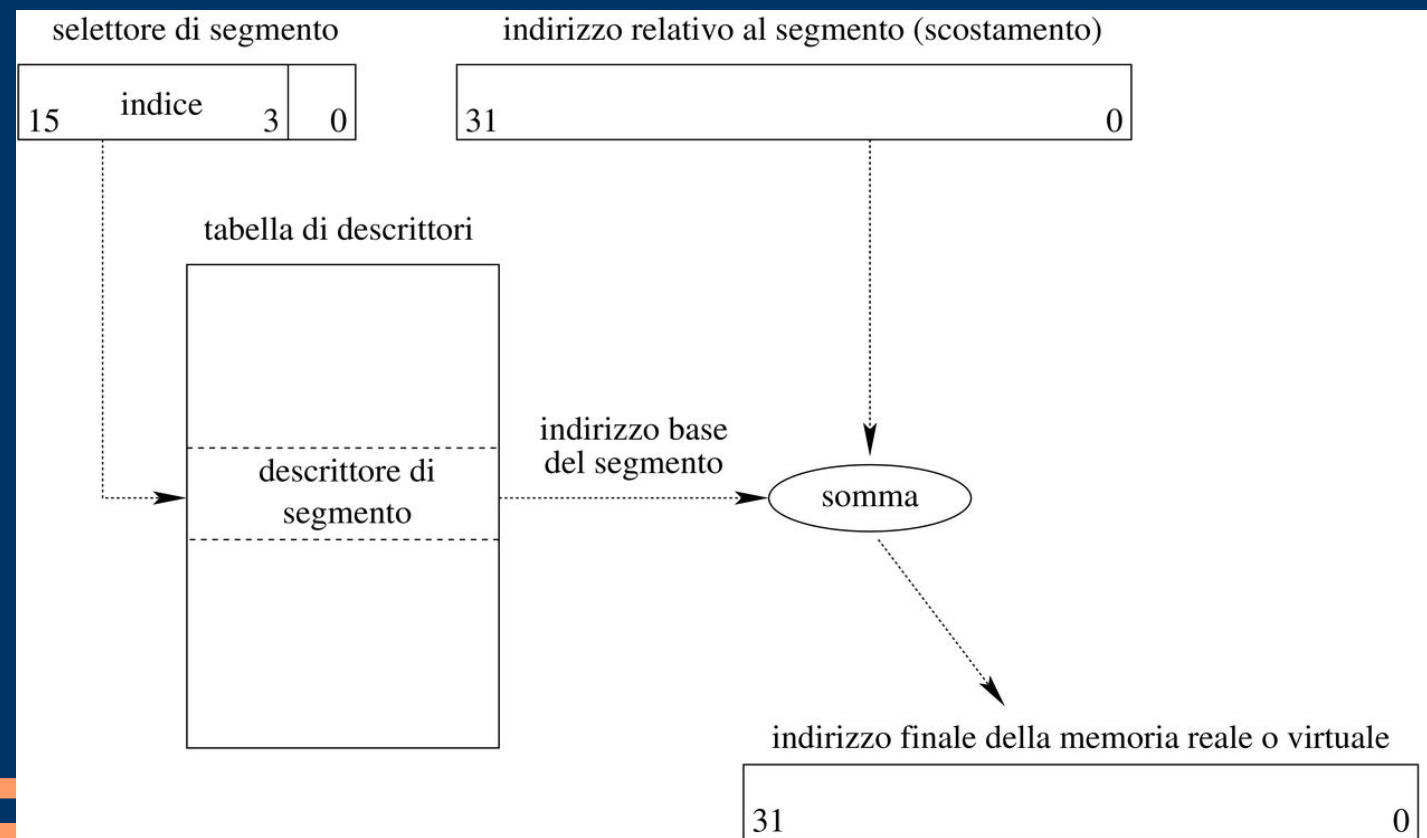 selettore di segmento
indirizzo relativo al segmento (scostamento)
15 indice 3 0
31 0
tabella di descrittori
indirizzo base
del segmento
descrittore di
segmento
somma
indirizzo finale della memoria reale o virtuale
31 0